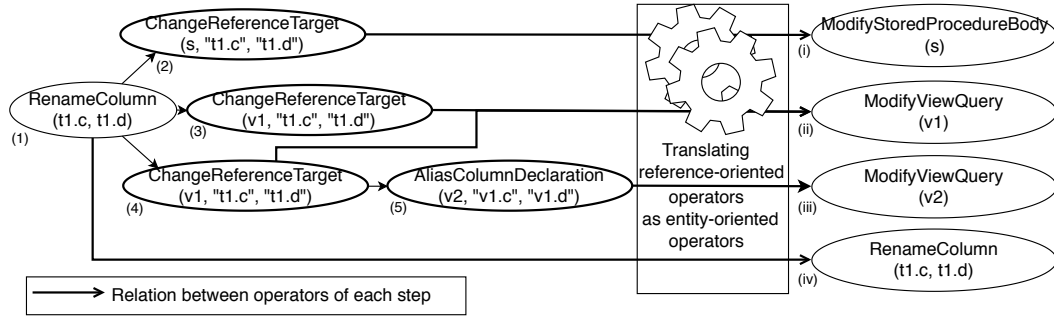 ChangeReferenceTarget
(s, "t1.c", "t1.d")
(2)
RenameColumn
(t1.c, t1.d)
(1)
ChangeReferenceTarget
(v1, "t1.c", "t1.d")
(3)
ChangeReferenceTarget
(v1, "t1.c", "t1.d")
(4)
AliasColumnDeclaration
(v2, "v1.c", "v1.d")
(5)
Translating
reference-oriented
operators
as entity-oriented
operators
ModifyStoredProcedureBody
(s)
(i)
ModifyViewQuery
(v1)
(ii)
ModifyViewQuery
(v2)
(iii)
RenameColumn
(t1.c, t1.d)
(iv)
Relation between operators of each step